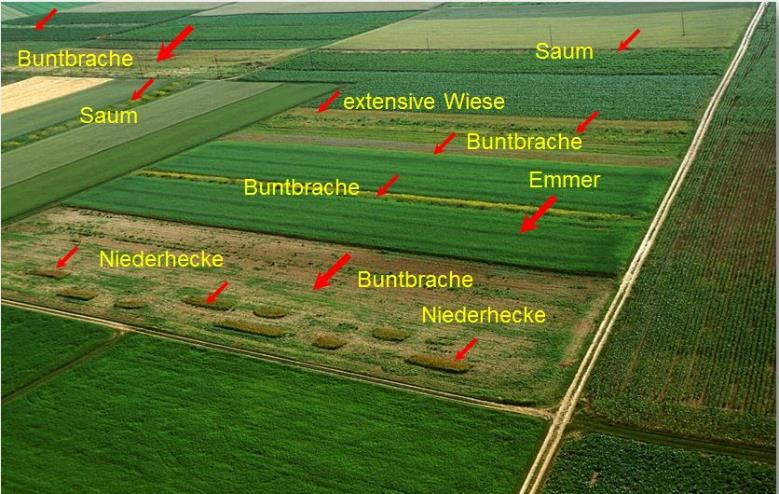 Buntbrache
Saum
Saum
extensive Wiese
Buntbrache
Buntbrache
Emmer
Niederhecke
Buntbrache
Niederhecke